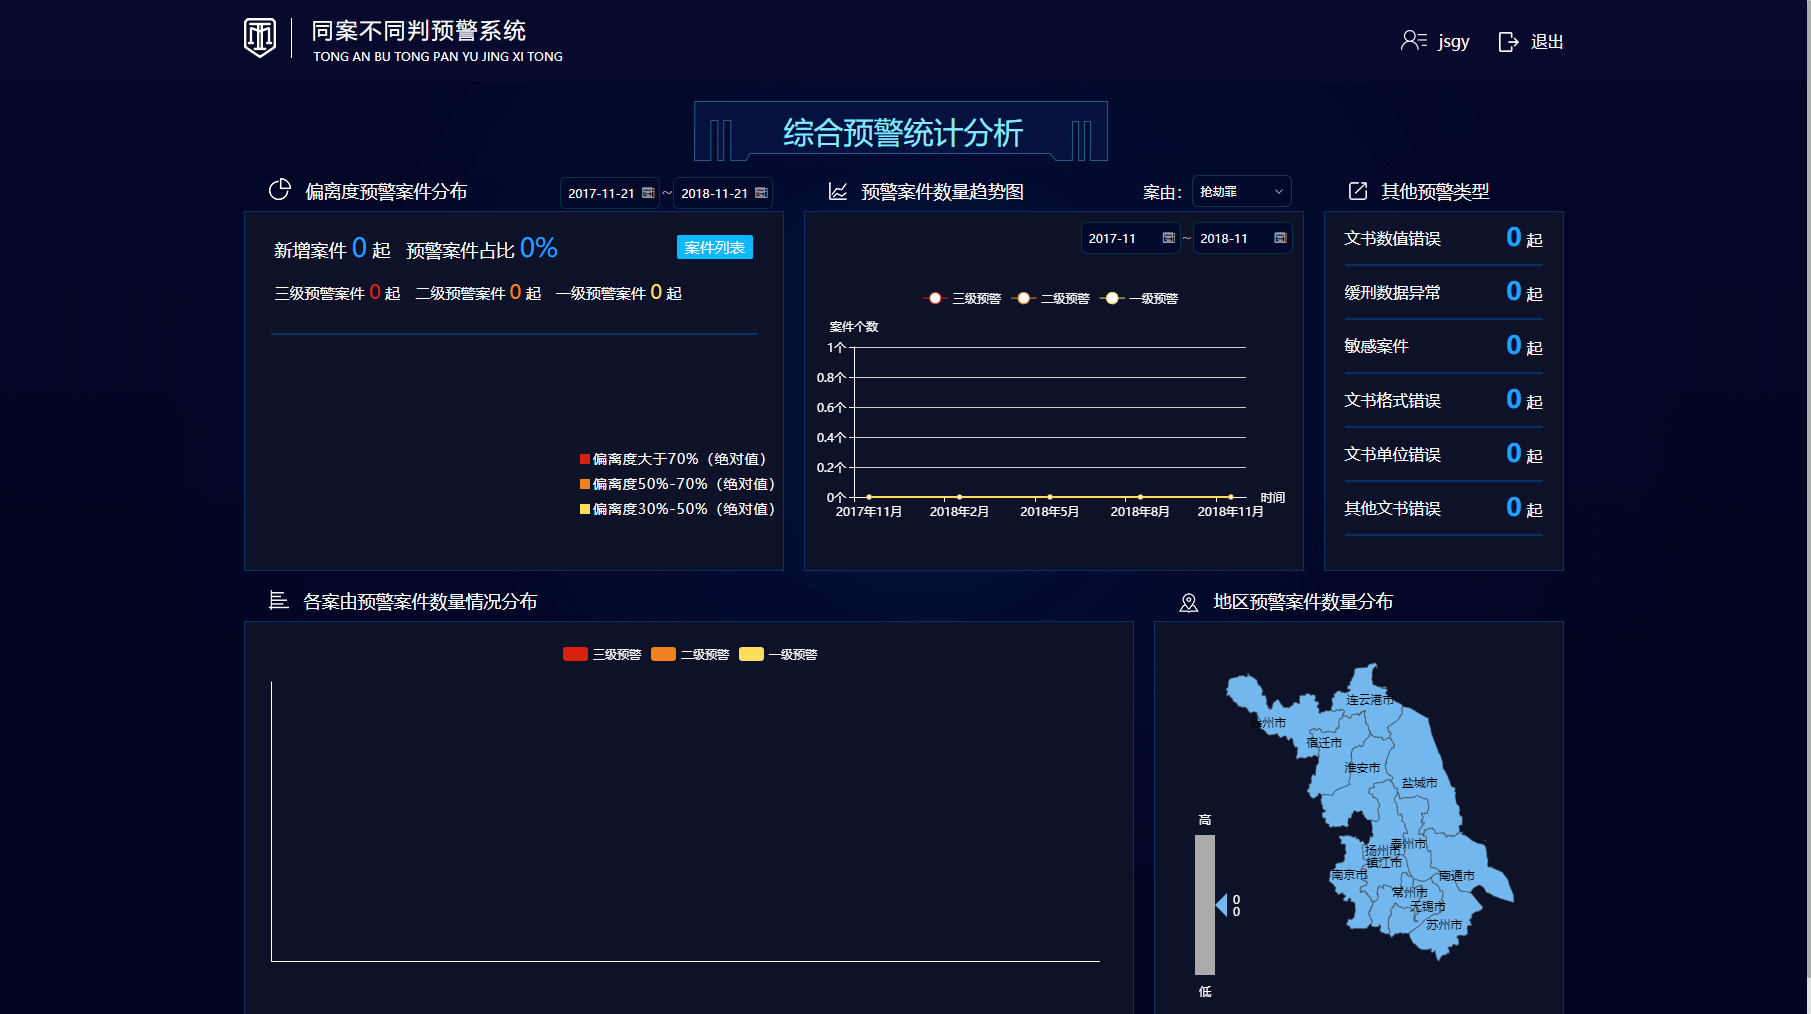 同案不同判预警系统
TONG AN BU TONG PAN YU JING XI TONG
jsgy
退出
综合预警统计分析
偏离度预警案件分布
2017-11-21 ~ 2018-11-21
新增案件 0 起 预警案件占比 0%
案件列表
三级预警案件 0 起 二级预警案件 0 起 一级预警案件 0 起
偏离度大于70%（绝对值）
偏离度50%-70%（绝对值）
偏离度30%-50%（绝对值）
预警案件数量趋势图
案由： 抢劫罪
2017-11 ~ 2018-11
三级预警 二级预警 一级预警
案件个数
1个
0.8个
0.6个
0.4个
0.2个
0个
时间
2017年11月 2018年2月 2018年5月 2018年8月 2018年11月
其他预警类型
文书数值错误 0 起
缓刑数据异常 0 起
敏感案件 0 起
文书格式错误 0 起
文书单位错误 0 起
其他文书错误 0 起
各案由预警案件数量情况分布
三级预警 二级预警 一级预警
地区预警案件数量分布
连云港市
徐州市
宿迁市
淮安市
盐城市
泰州市
扬州市
镇江市
南京市
南通市
常州市
无锡市
苏州市
高
0
0
低